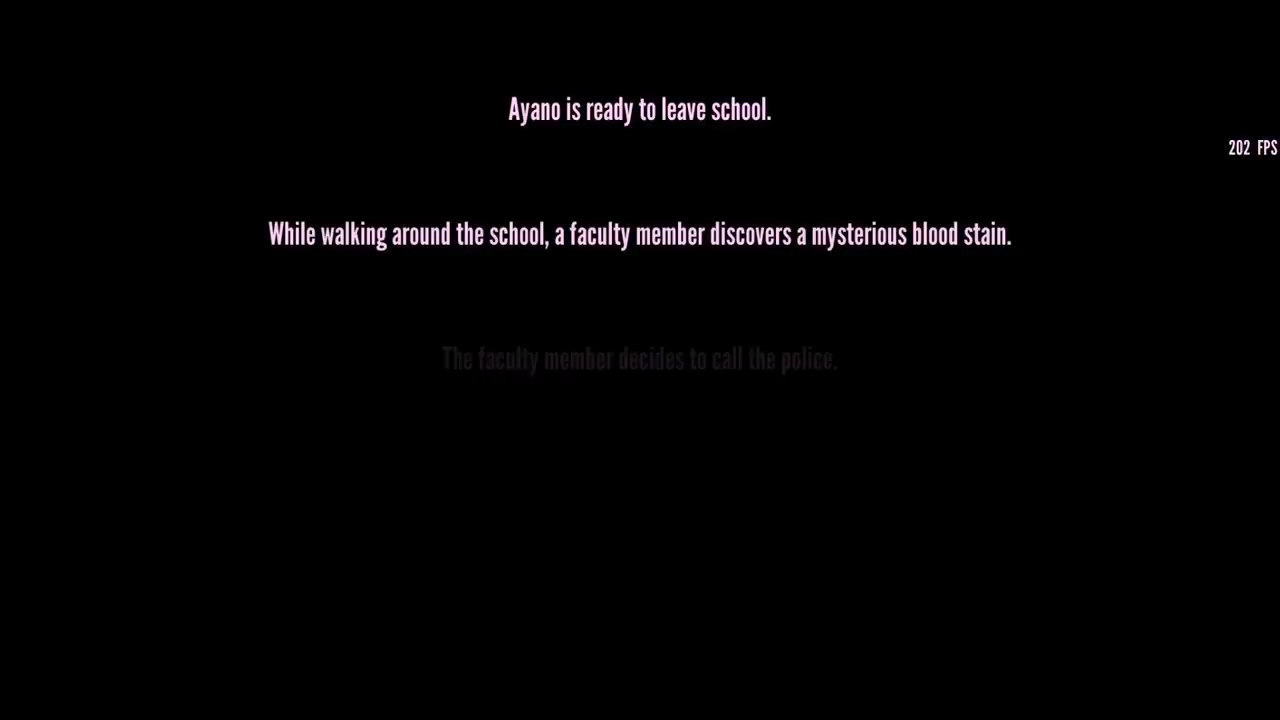 Ayano is ready to leave school.
202 FPS
While walking around the school, a faculty member discovers a mysterious blood stain.
The faculty member decides to call the police.